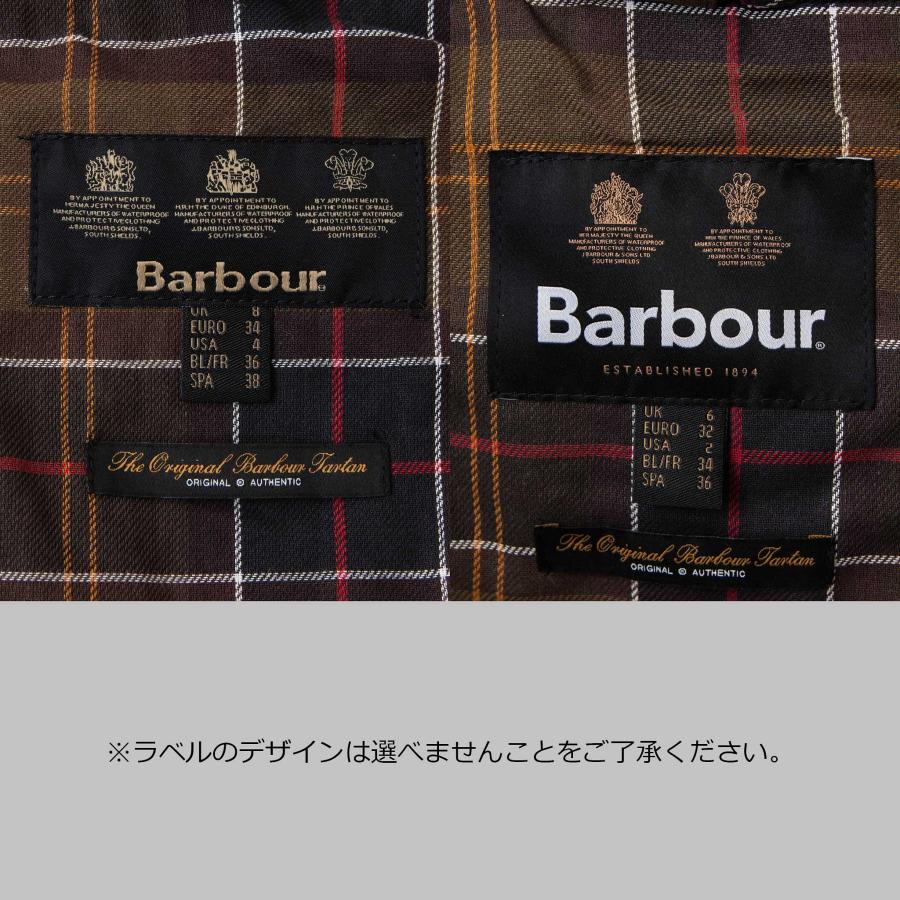 BY APPOINTMENT TO
HER MAJESTY THE QUEEN
MANUFACTURERS OF WATERPROOF
AND PROTECTIVE CLOTHING
J.BARBOUR&SONS LTD,
SOUTH SHIELDS.
BY APPOINTMENT TO
H.R.H THE DUKE OF EDINBURGH,
MANUFACTURERS OF WATERPROOF
AND PROTECTIVE CLOTHING
J.BARBOUR&SONS LTD,
SOUTH SHIELDS.
BY APPOINTMENT TO
H.R.H THE PRINCE OF WALES
MANUFACTURERS OF WATERPROOF
AND PROTECTIVE CLOTHING
J.BARBOUR&SONS LTD,
SOUTH SHIELDS.
Barbour®
UK 8
EURO 34
USA 4
BL/FR 36
SPA 38
The Original Barbour Tartan
ORIGINAL © AUTHENTIC
BY APPOINTMENT TO
HER MAJESTY THE QUEEN
MANUFACTURERS OF WATERPROOF
AND PROTECTIVE CLOTHING
J.BARBOUR & SONS LTD
SOUTH SHIELDS
BY APPOINTMENT TO
HRH THE PRINCE OF WALES
MANUFACTURERS OF WATERPROOF
AND PROTECTIVE CLOTHING
J.BARBOUR & SONS LTD
SOUTH SHIELDS
Barbour®
ESTABLISHED 1894
UK 6
EURO 32
USA 2
BL/FR 34
SPA 36
The Original Barbour Tartan
ORIGINAL © AUTHENTIC
※ラベルのデザインは選べませんことをご了承ください。